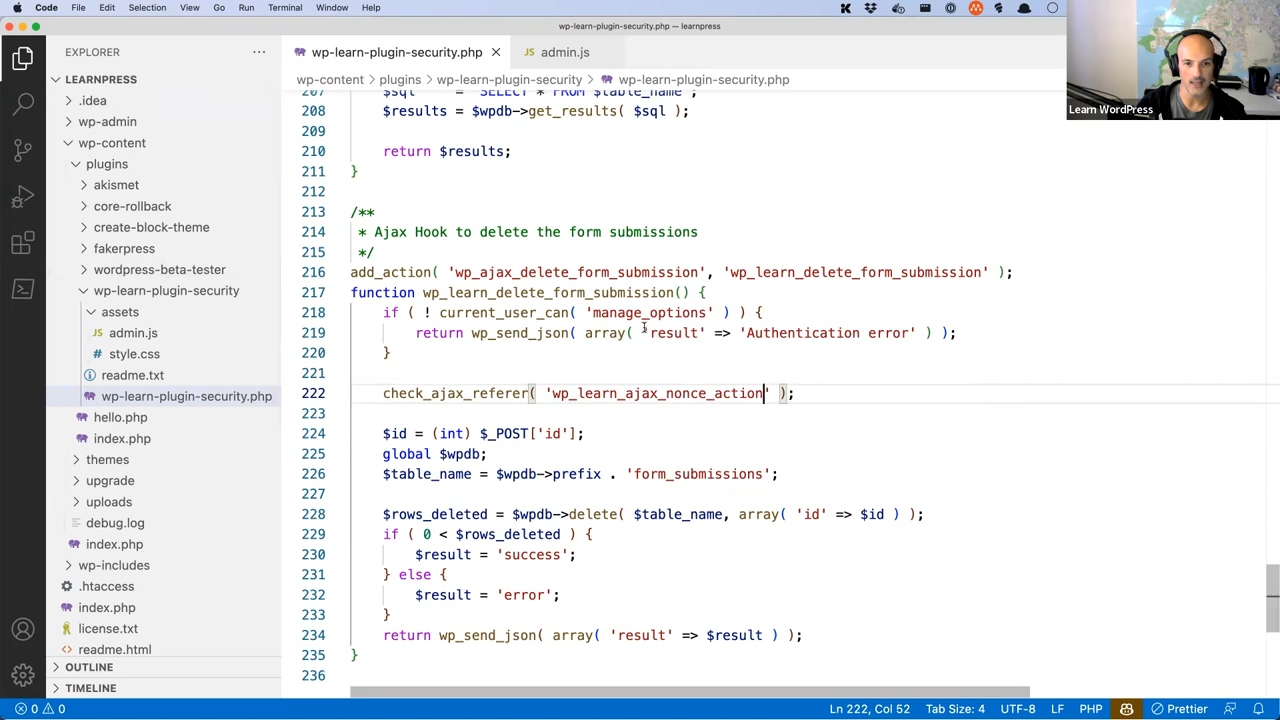 Code File Edit Selection View Go Run Terminal Window Help
wp-learn-plugin-security.php — learnpress
EXPLORER
LEARNPRESS
.idea
wp-admin
wp-content
plugins
akismet
core-rollback
create-block-theme
fakerpress
wordpress-beta-tester
wp-learn-plugin-security
assets
admin.js
style.css
readme.txt
wp-learn-plugin-security.php
hello.php
index.php
themes
upgrade
uploads
debug.log
index.php
wp-includes
.htaccess
index.php
license.txt
readme.html
OUTLINE
TIMELINE
wp-learn-plugin-security.php admin.js
wp-content > plugins > wp-learn-plugin-security > wp-learn-plugin-security.php
207 $sql = "SELECT * FROM $table_name";
208 $results = $wpdb->get_results( $sql );
209
210 return $results;
211 }
212
213 /**
214 * Ajax Hook to delete the form submissions
215 */
216 add_action( 'wp_ajax_delete_form_submission', 'wp_learn_delete_form_submission' );
217 function wp_learn_delete_form_submission() {
218 if ( ! current_user_can( 'manage_options' ) ) {
219 return wp_send_json( array( 'result' => 'Authentication error' ) );
220 }
221
222 check_ajax_referer( 'wp_learn_ajax_nonce_action' );
223
224 $id = (int) $_POST['id'];
225 global $wpdb;
226 $table_name = $wpdb->prefix . 'form_submissions';
227
228 $rows_deleted = $wpdb->delete( $table_name, array( 'id' => $id ) );
229 if ( 0 < $rows_deleted ) {
230 $result = 'success';
231 } else {
232 $result = 'error';
233 }
234 return wp_send_json( array( 'result' => $result ) );
235 }
236
Learn WordPress
0 0 Ln 222, Col 52 Tab Size: 4 UTF-8 LF PHP Prettier